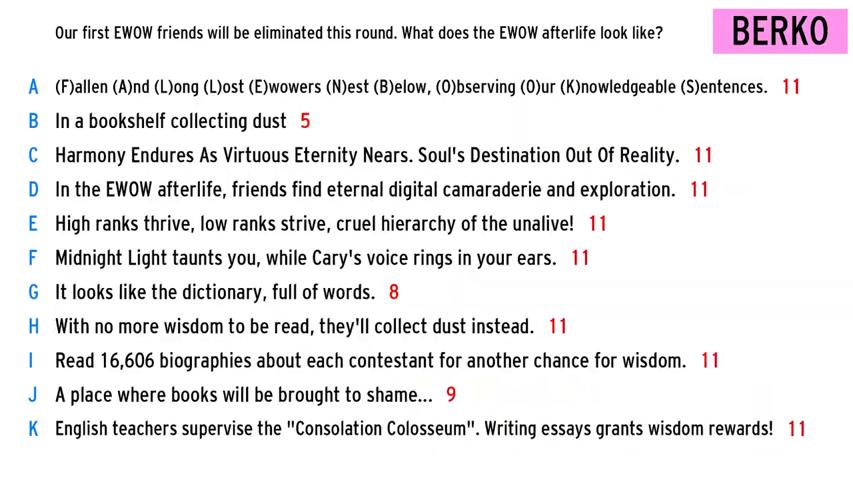 Our first EWOW friends will be eliminated this round. What does the EWOW afterlife look like?
BERKO
A (F)allen (A)nd (L)ong (L)ost (E)wowers (N)est (B)elow, (O)bserving (O)ur (K)nowledgeable (S)entences. 11
B In a bookshelf collecting dust 5
C Harmony Endures As Virtuous Eternity Nears. Soul's Destination Out Of Reality. 11
D In the EWOW afterlife, friends find eternal digital camaraderie and exploration. 11
E High ranks thrive, low ranks strive, cruel hierarchy of the unalive! 11
F Midnight Light taunts you, while Cary's voice rings in your ears. 11
G It looks like the dictionary, full of words. 8
H With no more wisdom to be read, they'll collect dust instead. 11
I Read 16,606 biographies about each contestant for another chance for wisdom. 11
J A place where books will be brought to shame... 9
K English teachers supervise the "Consolation Colosseum". Writing essays grants wisdom rewards! 11